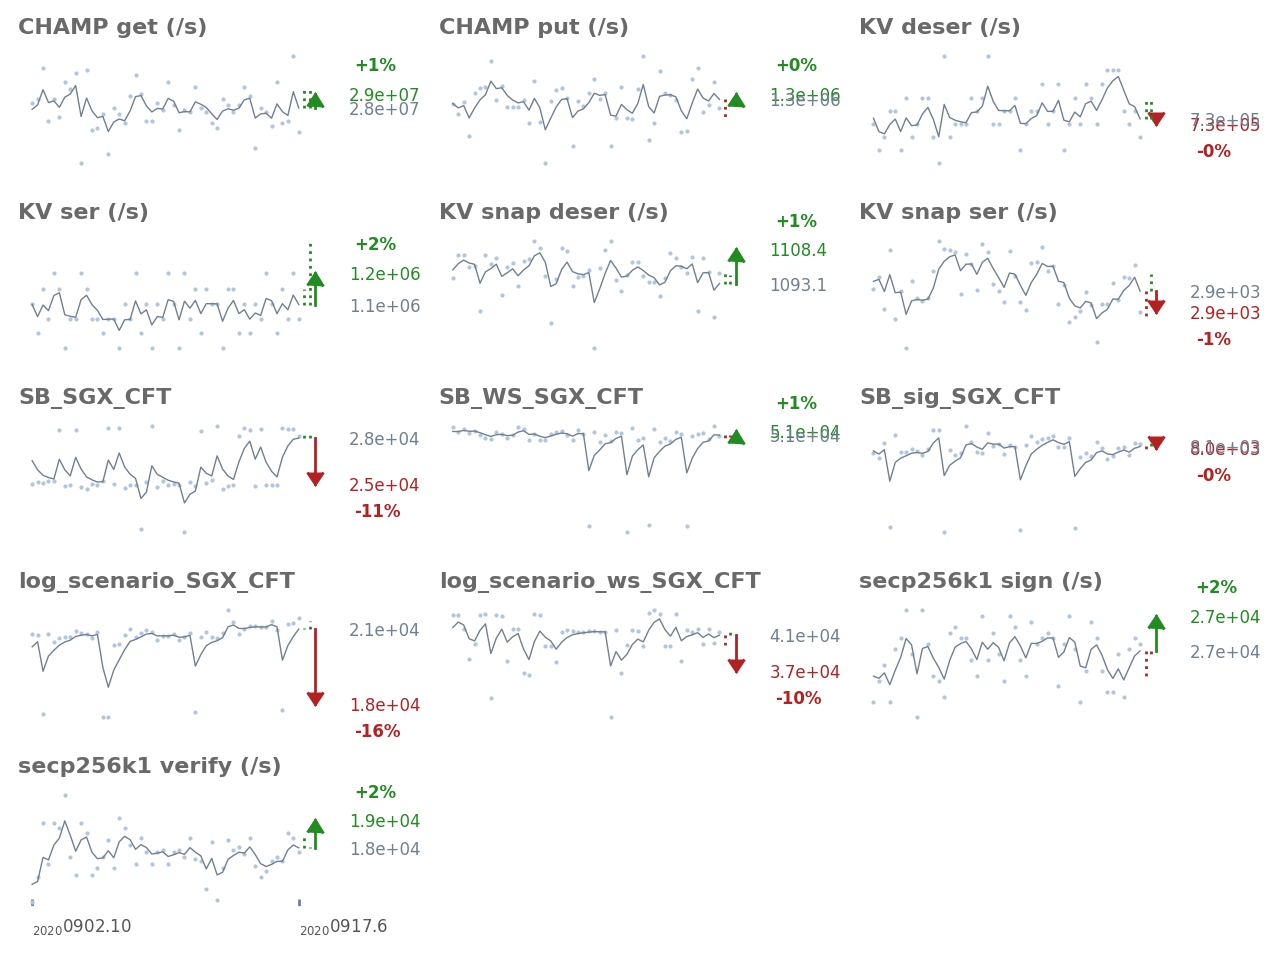 CHAMP get (/s)
+1%
2.9e+07
2.8e+07
CHAMP put (/s)
+0%
1.3e+06
1.3e+06
KV deser (/s)
7.3e+05
7.3e+05
-0%
KV ser (/s)
+2%
1.2e+06
1.1e+06
KV snap deser (/s)
+1%
1108.4
1093.1
KV snap ser (/s)
2.9e+03
2.9e+03
-1%
SB_SGX_CFT
2.8e+04
2.5e+04
-11%
SB_WS_SGX_CFT
+1%
5.1e+04
5.1e+04
SB_sig_SGX_CFT
8.1e+03
8.0e+03
-0%
log_scenario_SGX_CFT
2.1e+04
1.8e+04
-16%
log_scenario_ws_SGX_CFT
4.1e+04
3.7e+04
-10%
secp256k1 sign (/s)
+2%
2.7e+04
2.7e+04
secp256k1 verify (/s)
+2%
1.9e+04
1.8e+04
20200902.10
20200917.6